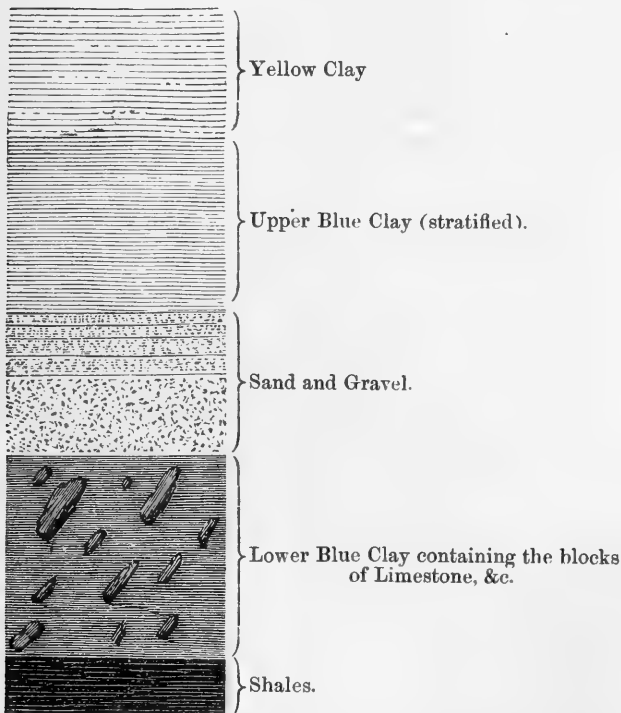 Yellow Clay
Upper Blue Clay (stratified).
Sand and Gravel.
Lower Blue Clay containing the blocks
of Limestone, &c.
Shales.